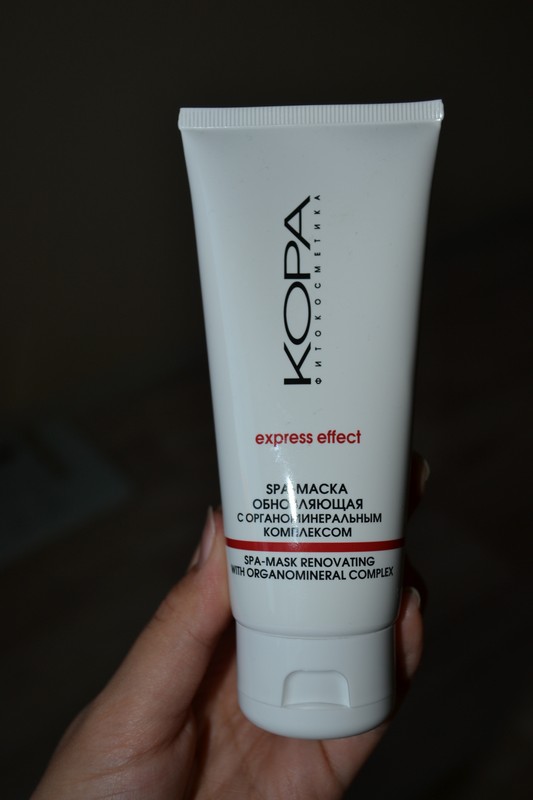 КОРА
ФИТОКОСМЕТИКА
express effect
SPA-МАСКА
ОБНОВЛЯЮЩАЯ
С ОРГАНОМИНЕРАЛЬНЫМ
КОМПЛЕКСОМ
SPA-MASK RENOVATING
WITH ORGANOMINERAL COMPLEX